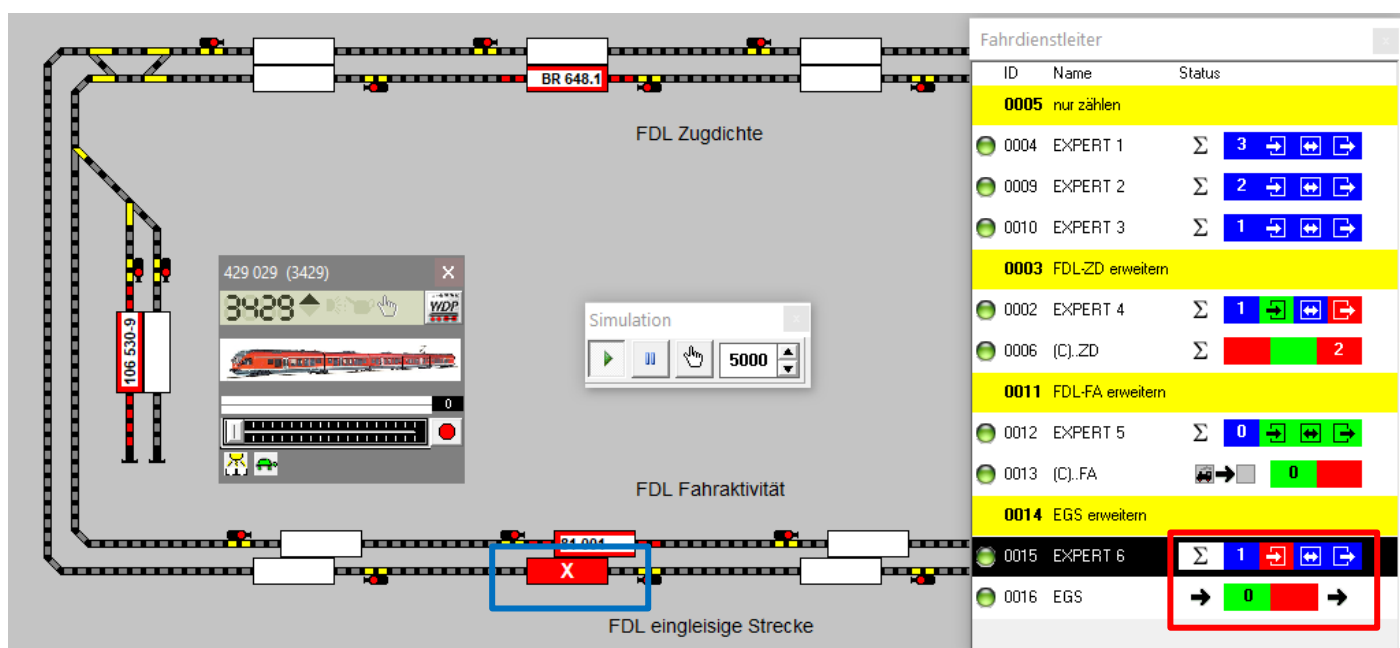 Fahrdienstleiter
ID Name Status
0005 nur zählen
0004 EXPERT 1 Σ 3
0009 EXPERT 2 Σ 2
0010 EXPERT 3 Σ 1
0003 FDL-ZD erweitern
0002 EXPERT 4 Σ 1
0006 (C)..ZD Σ 2
0011 FDL-FA erweitern
0012 EXPERT 5 Σ 0
0013 (C)..FA 0
0014 EGS erweitern
0015 EXPERT 6 Σ 1
0016 EGS 0
BR 648.1
FDL Zugdichte
429 029 (3429) X
3429
WDP
0
Simulation
5000
106 530-9
FDL Fahraktivität
81 001
X
FDL eingleisige Strecke